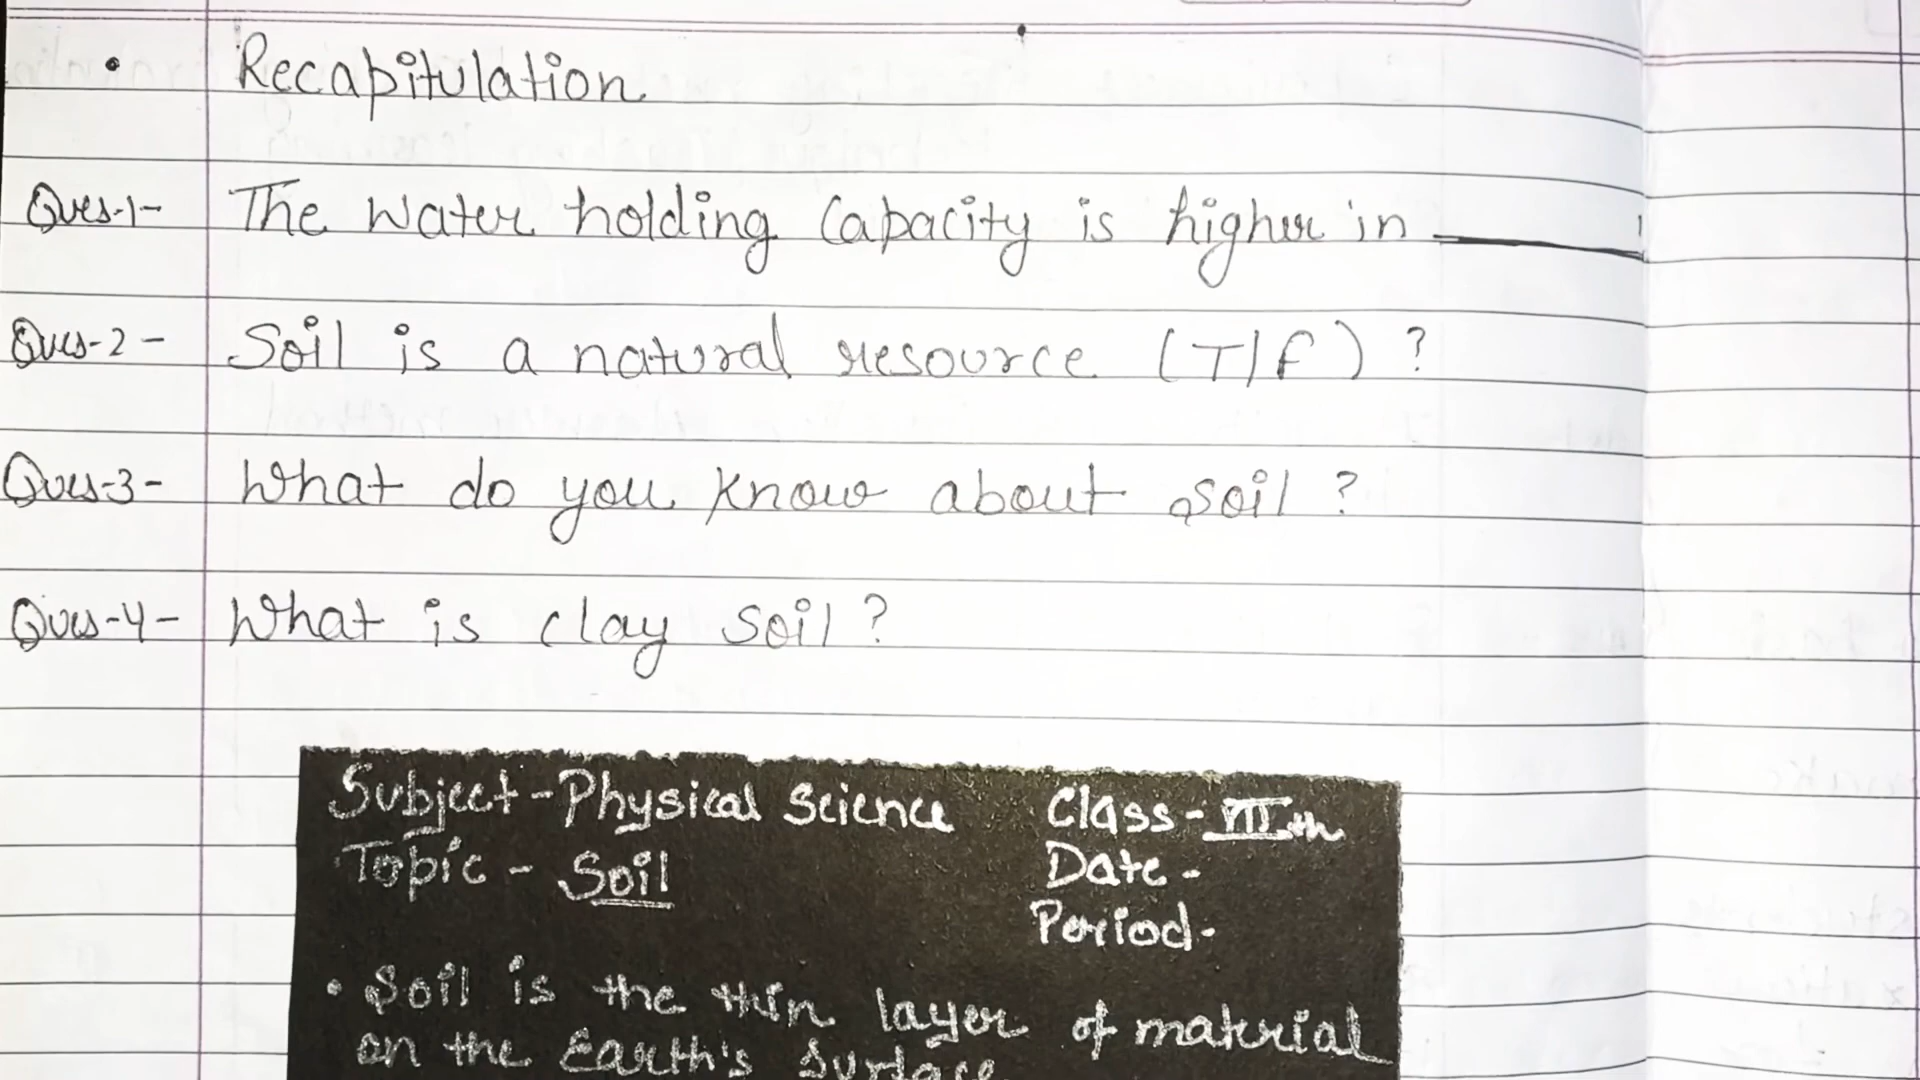 • Recapitulation
Ques-1- The water holding capacity is higher in ______
Ques-2- Soil is a natural resource (T/F) ?
Ques-3- What do you know about soil ?
Ques-4- What is clay soil ?
Subject-Physical Science Class-VIIth
Topic - Soil Date -
Period-
• Soil is the thin layer of material
on the Earth's surface